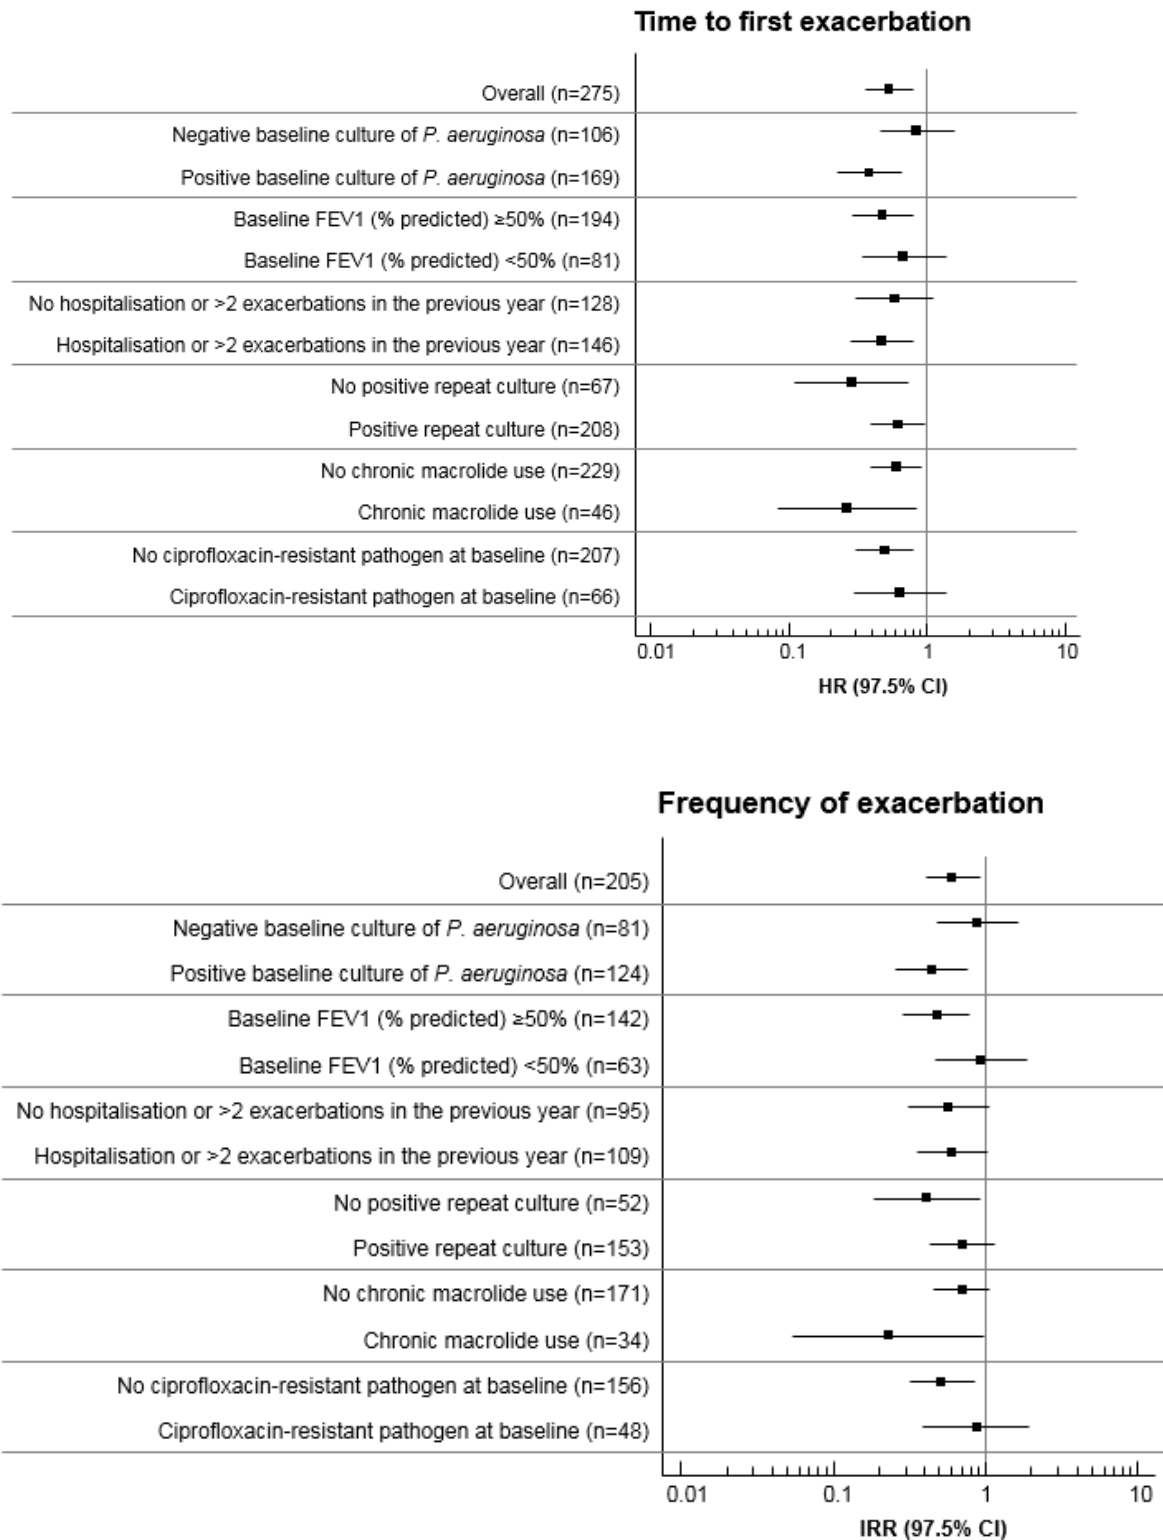 Time to first exacerbation
Overall (n=275)
Negative baseline culture of P. aeruginosa (n=106)
Positive baseline culture of P. aeruginosa (n=169)
Baseline FEV1 (% predicted) ≥50% (n=194)
Baseline FEV1 (% predicted) <50% (n=81)
No hospitalisation or >2 exacerbations in the previous year (n=128)
Hospitalisation or >2 exacerbations in the previous year (n=146)
No positive repeat culture (n=67)
Positive repeat culture (n=208)
No chronic macrolide use (n=229)
Chronic macrolide use (n=46)
No ciprofloxacin-resistant pathogen at baseline (n=207)
Ciprofloxacin-resistant pathogen at baseline (n=66)
0.01 0.1 1 10
HR (97.5% CI)
Frequency of exacerbation
Overall (n=205)
Negative baseline culture of P. aeruginosa (n=81)
Positive baseline culture of P. aeruginosa (n=124)
Baseline FEV1 (% predicted) ≥50% (n=142)
Baseline FEV1 (% predicted) <50% (n=63)
No hospitalisation or >2 exacerbations in the previous year (n=95)
Hospitalisation or >2 exacerbations in the previous year (n=109)
No positive repeat culture (n=52)
Positive repeat culture (n=153)
No chronic macrolide use (n=171)
Chronic macrolide use (n=34)
No ciprofloxacin-resistant pathogen at baseline (n=156)
Ciprofloxacin-resistant pathogen at baseline (n=48)
0.01 0.1 1 10
IRR (97.5% CI)